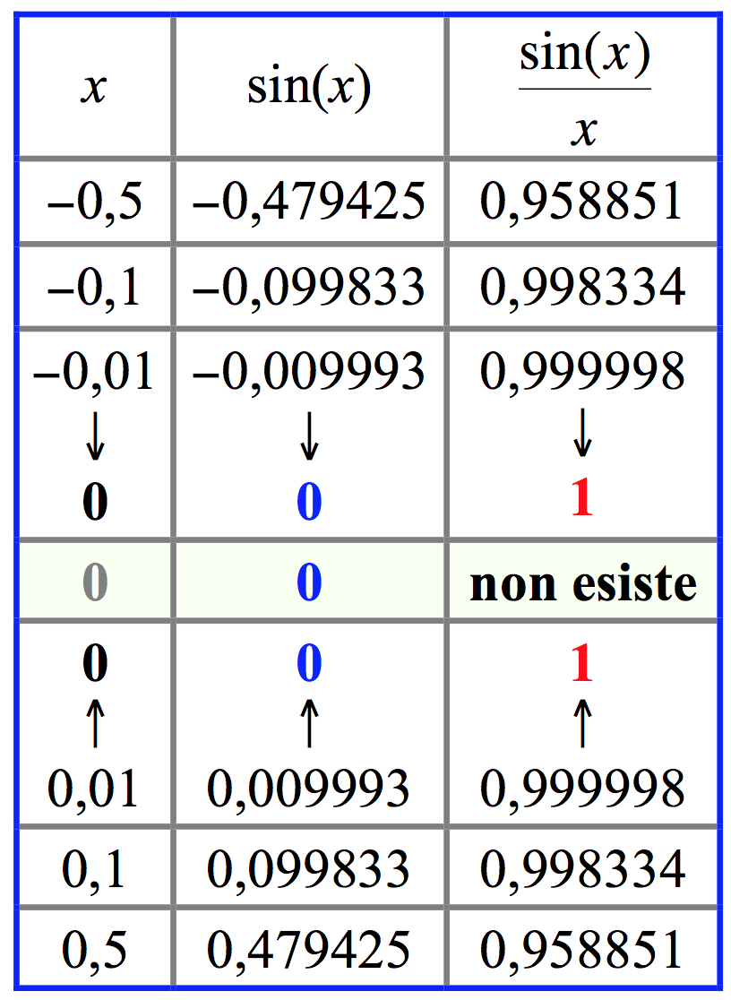 x sin(x) sin(x)/x
−0,5 −0,479425 0,958851
−0,1 −0,099833 0,998334
−0,01 −0,009993 0,999998
↓ ↓ ↓
0 0 1
0 0 non esiste
0 0 1
↑ ↑ ↑
0,01 0,009993 0,999998
0,1 0,099833 0,998334
0,5 0,479425 0,958851